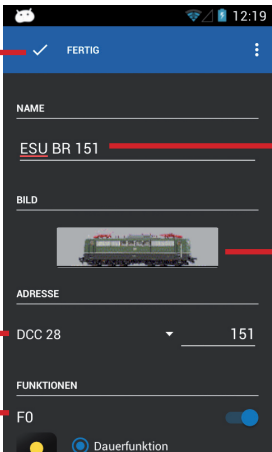 12:19
FERTIG
NAME
ESU BR 151
BILD
ADRESSE
DCC 28 151
FUNKTIONEN
F0
Dauerfunktion